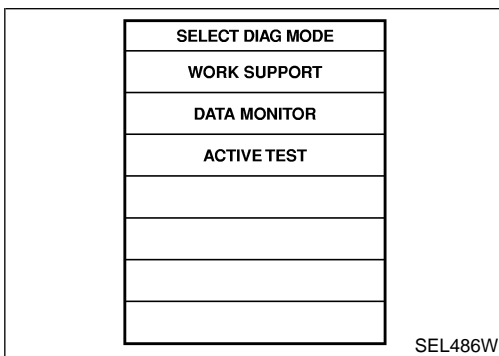 SELECT DIAG MODE
WORK SUPPORT
DATA MONITOR
ACTIVE TEST
SEL486W